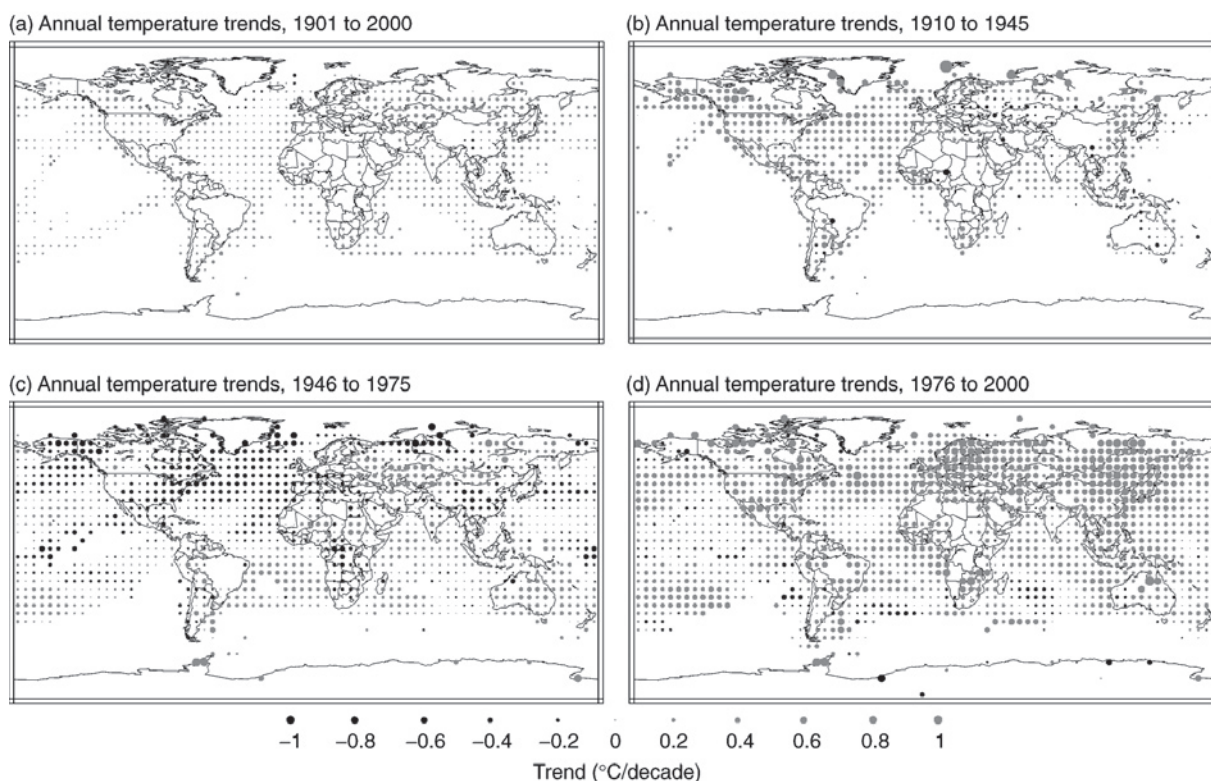 (a) Annual temperature trends, 1901 to 2000
(b) Annual temperature trends, 1910 to 1945
(c) Annual temperature trends, 1946 to 1975
(d) Annual temperature trends, 1976 to 2000
−1 −0.8 −0.6 −0.4 −0.2 0 0.2 0.4 0.6 0.8 1
Trend (°C/decade)